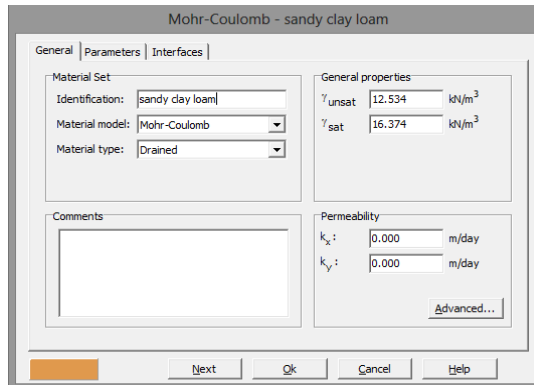 Mohr-Coulomb - sandy clay loam
General Parameters Interfaces
Material Set
Identification: sandy clay loam
Material model: Mohr-Coulomb
Material type: Drained
General properties
γunsat 12.534 kN/m³
γsat 16.374 kN/m³
Comments
Permeability
kx : 0.000 m/day
ky : 0.000 m/day
Advanced...
Next Ok Cancel Help